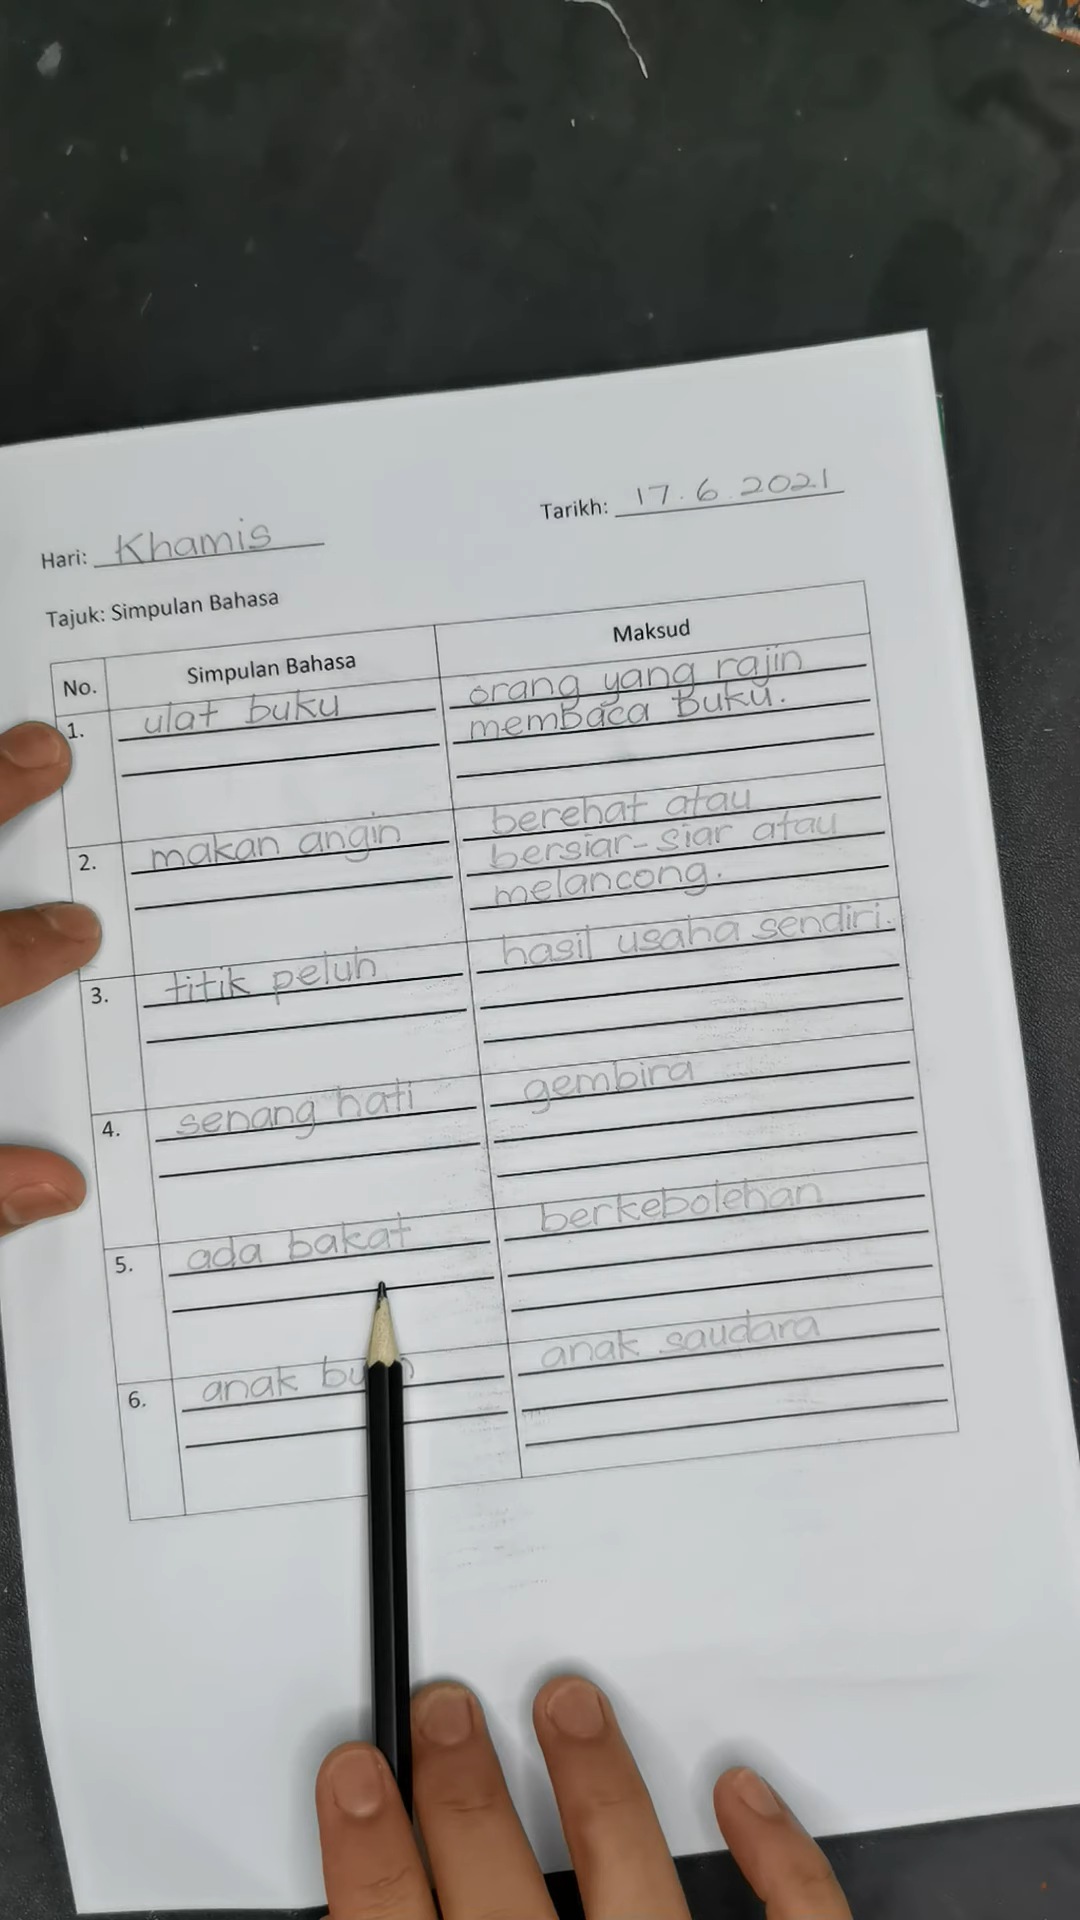 Hari: Khamis
Tarikh: 17.6.2021
Tajuk: Simpulan Bahasa
No. Simpulan Bahasa Maksud
1. ulat buku
orang yang rajin
membaca buku.
2. makan angin
berehat atau
bersiar-siar atau
melancong.
3. titik peluh
hasil usaha sendiri.
4. senang hati
gembira
5. ada bakat
berkebolehan
6. anak
anak saudara